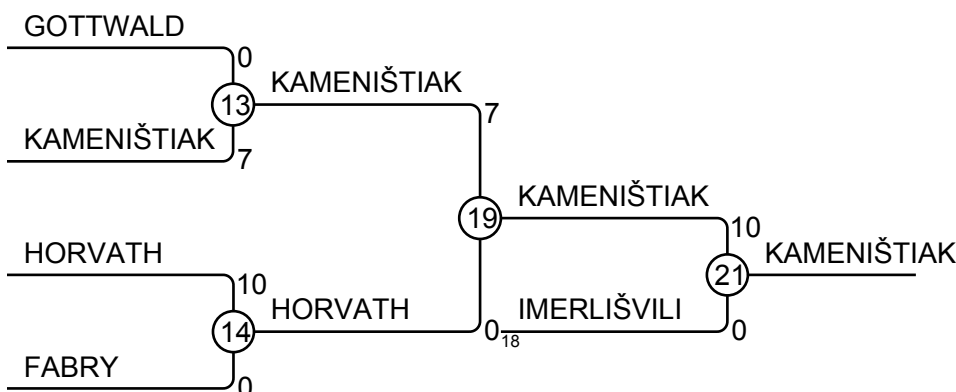 GOTTWALD
0
13
KAMENIŠTIAK
7
KAMENIŠTIAK
7
19
KAMENIŠTIAK
10
21
KAMENIŠTIAK
HORVATH
10
14
HORVATH
0
18
IMERLIŠVILI
0
FABRY
0